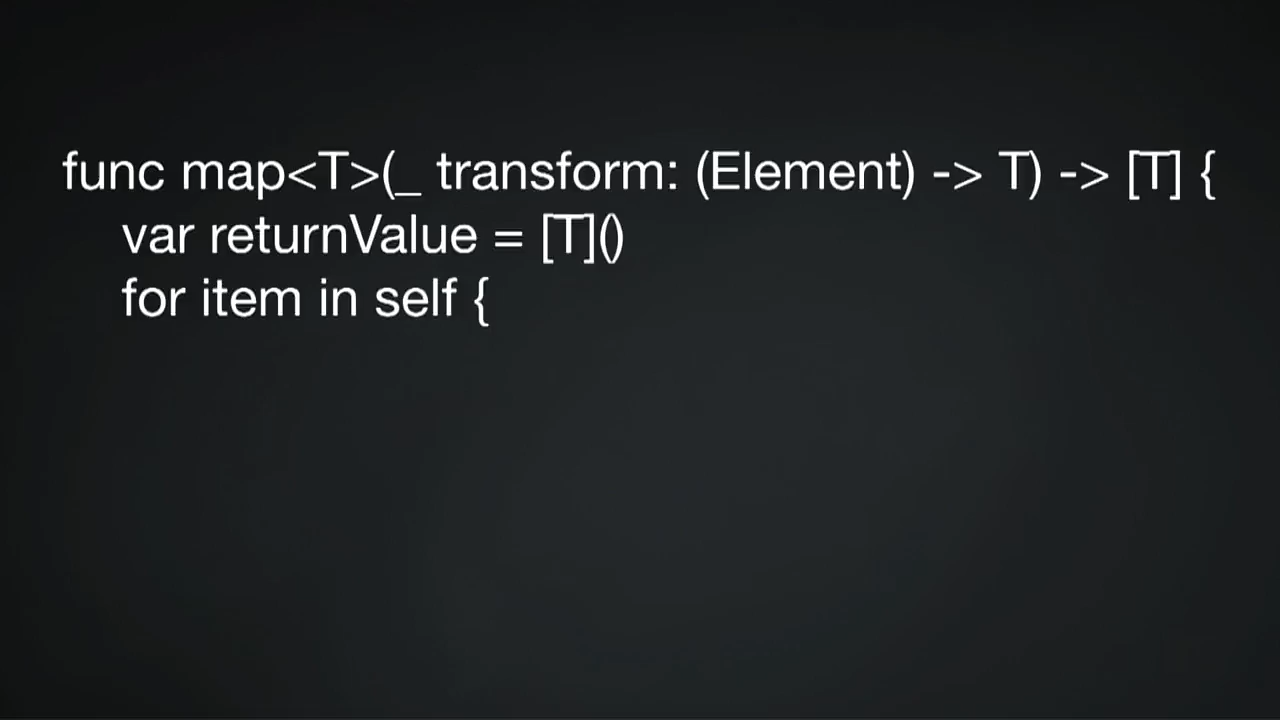 func map<T>(_ transform: (Element) -> T) -> [T] {
var returnValue = [T]()
for item in self {